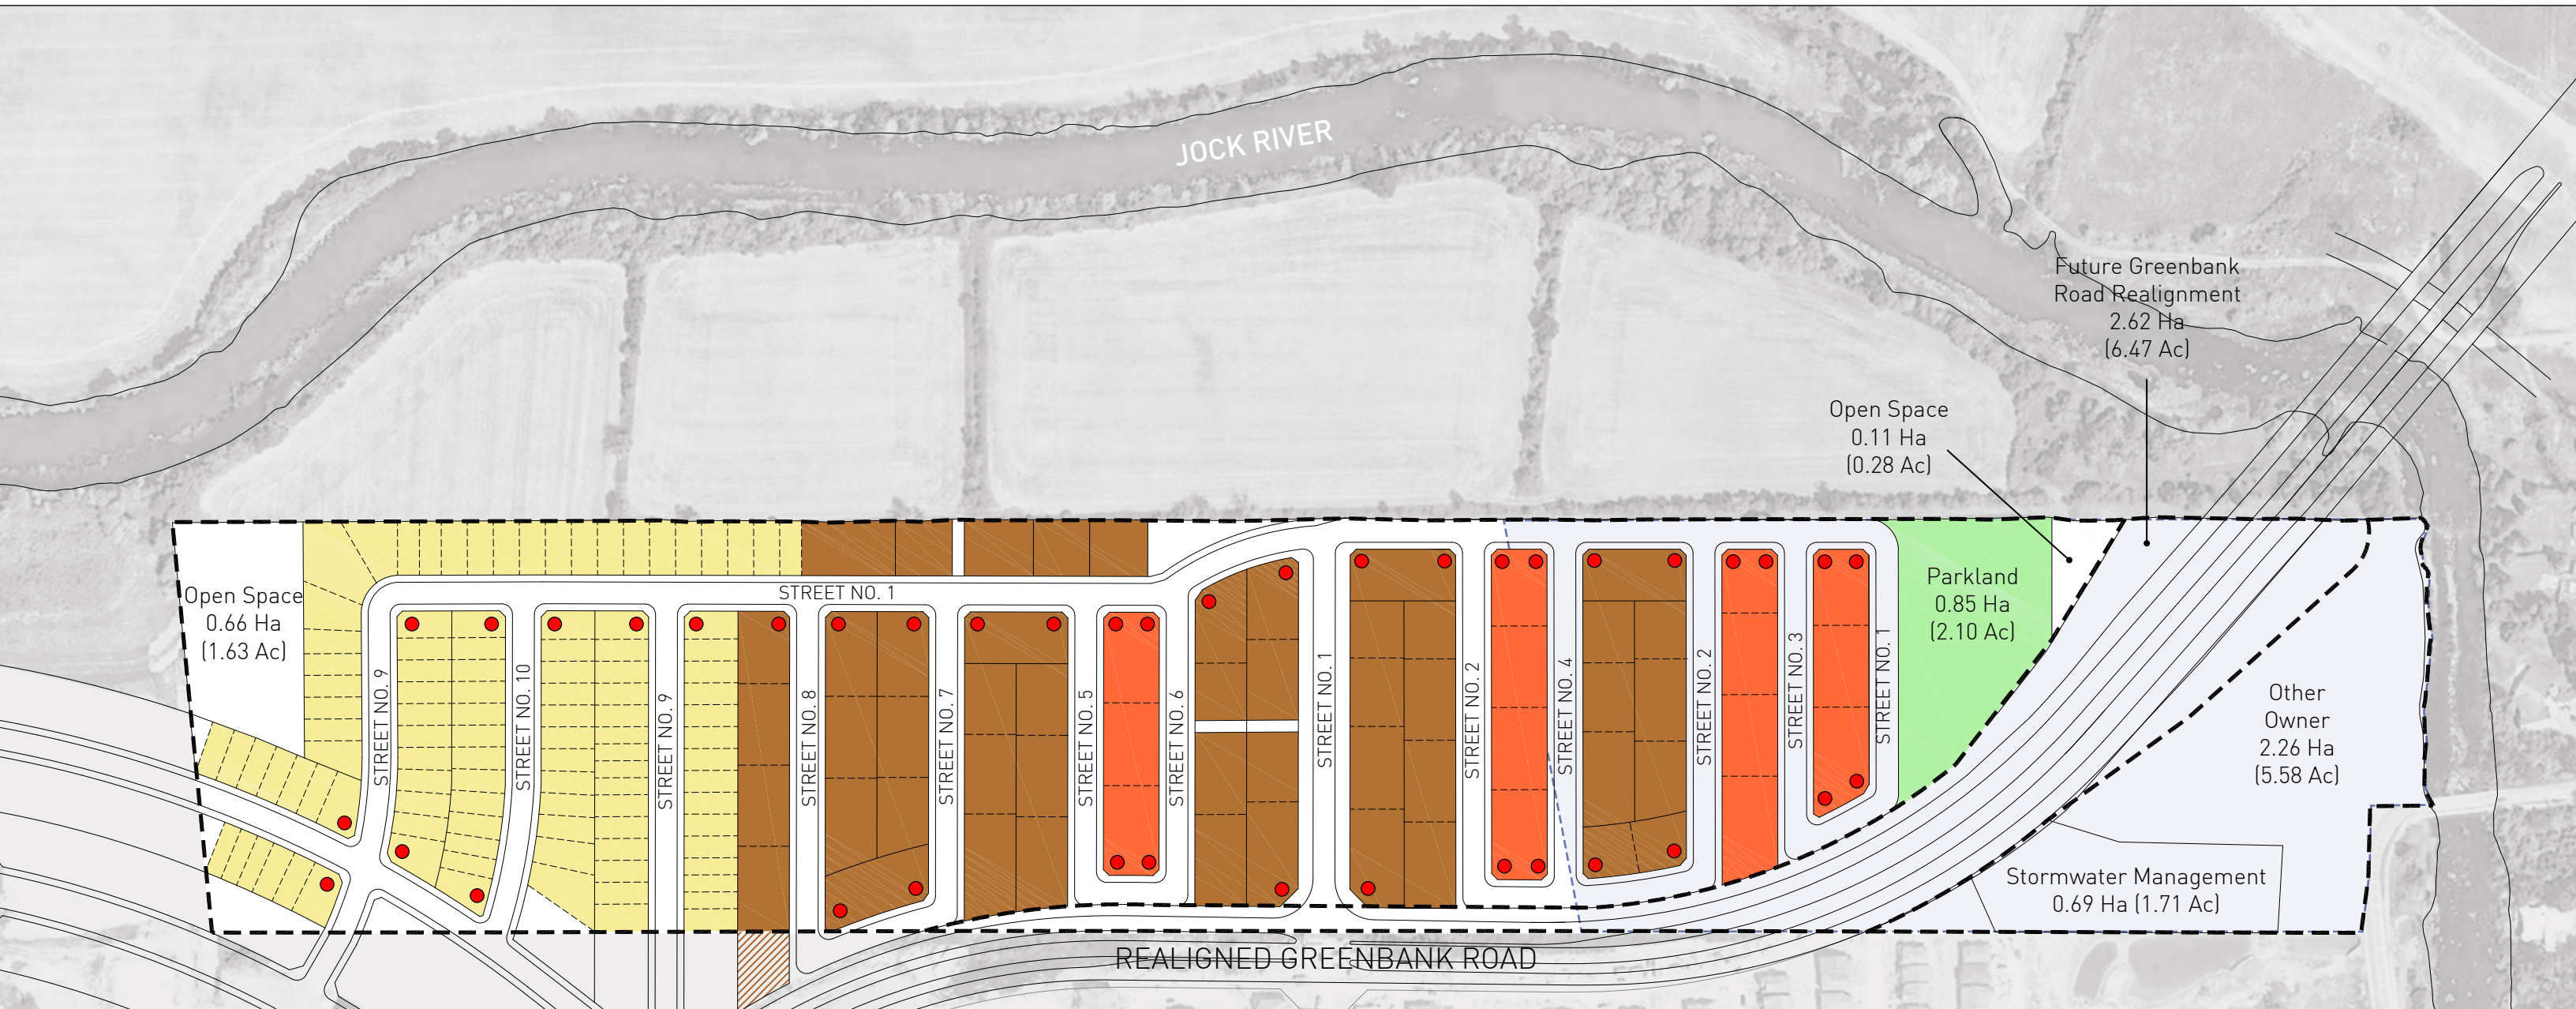 JOCK RIVER
Future Greenbank
Road Realignment
2.62 Ha
(6.47 Ac)
Open Space
0.11 Ha
(0.28 Ac)
Open Space
0.66 Ha
(1.63 Ac)
STREET NO. 1
Parkland
0.85 Ha
(2.10 Ac)
STREET NO. 9
STREET NO. 10
STREET NO. 9
STREET NO. 8
STREET NO. 7
STREET NO. 5
STREET NO. 6
STREET NO. 1
STREET NO. 2
STREET NO. 4
STREET NO. 2
STREET NO. 3
STREET NO. 1
Other
Owner
2.26 Ha
(5.58 Ac)
Stormwater Management
0.69 Ha (1.71 Ac)
REALIGNED GREENBANK ROAD